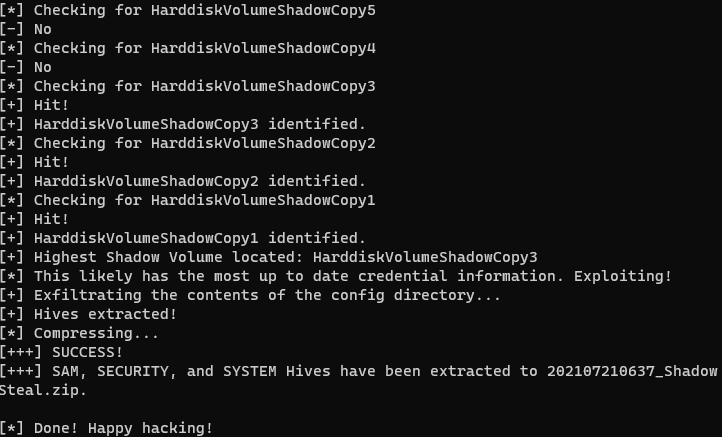 [*] Checking for HarddiskVolumeShadowCopy5
[-] No
[*] Checking for HarddiskVolumeShadowCopy4
[-] No
[*] Checking for HarddiskVolumeShadowCopy3
[+] Hit!
[+] HarddiskVolumeShadowCopy3 identified.
[*] Checking for HarddiskVolumeShadowCopy2
[+] Hit!
[+] HarddiskVolumeShadowCopy2 identified.
[*] Checking for HarddiskVolumeShadowCopy1
[+] Hit!
[+] HarddiskVolumeShadowCopy1 identified.
[+] Highest Shadow Volume located: HarddiskVolumeShadowCopy3
[*] This likely has the most up to date credential information. Exploiting!
[+] Exfiltrating the contents of the config directory...
[+] Hives extracted!
[*] Compressing...
[+++] SUCCESS!
[+++] SAM, SECURITY, and SYSTEM Hives have been extracted to 202107210637_Shadow
Steal.zip.
[*] Done! Happy hacking!